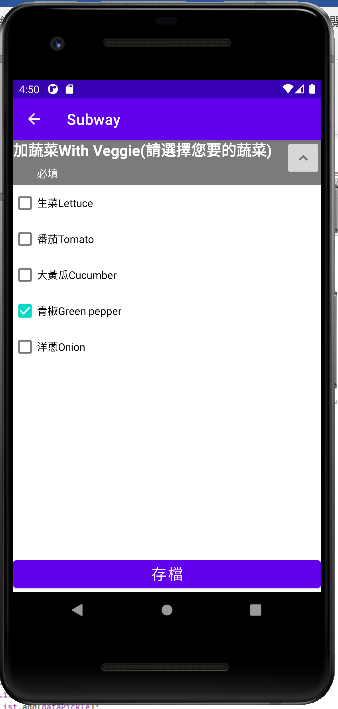 4:50
Subway
加蔬菜With Veggie(請選擇您要的蔬菜)
必填
生菜Lettuce
番茄Tomato
大黃瓜Cucumber
青椒Green pepper
洋蔥Onion
存檔
ist.add(dataPickle);